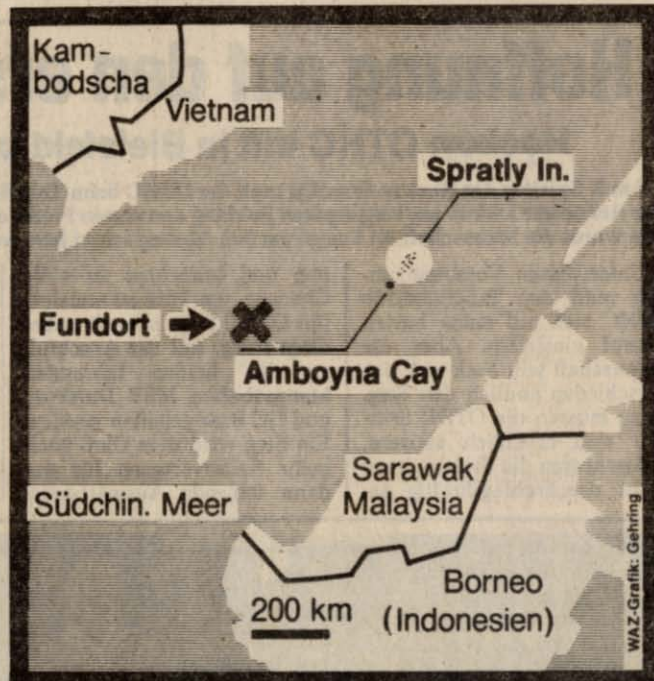 Kam-
bodscha
Vietnam
Spratly In.
Fundort
Amboyna Cay
Südchin. Meer
Sarawak
Malaysia
Borneo
(Indonesien)
200 km
WAZ-Grafik: Gehring